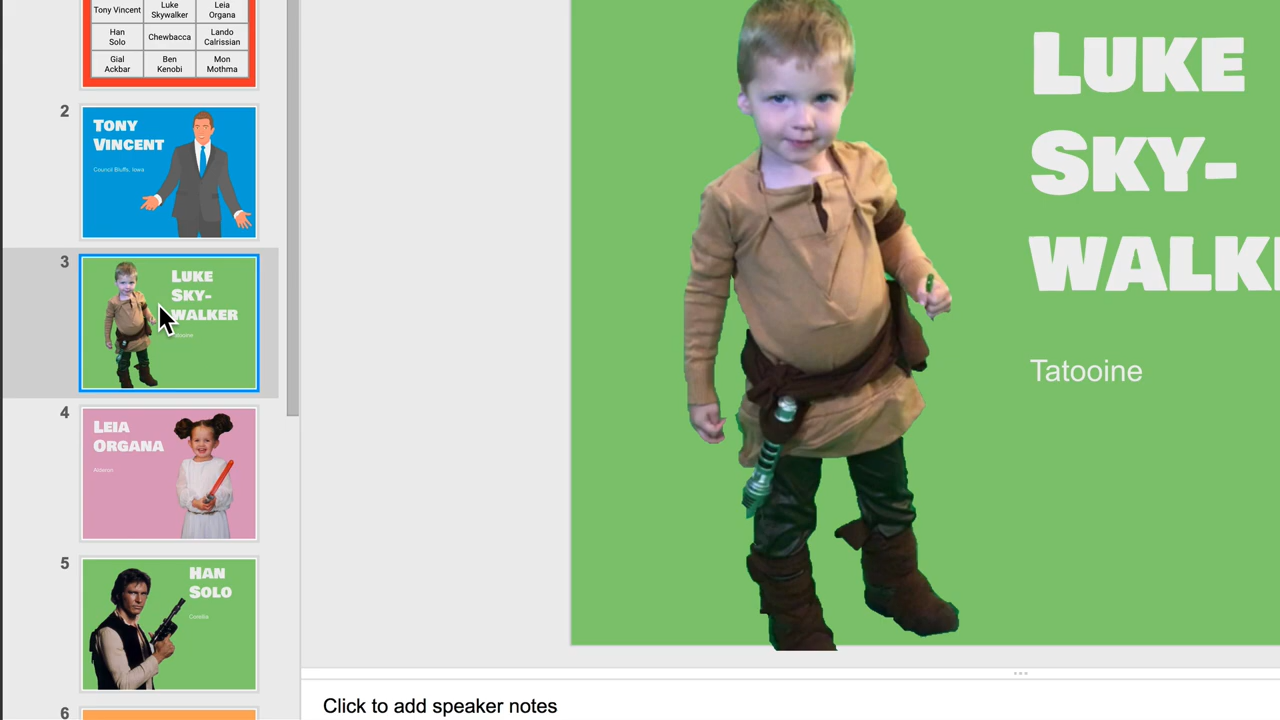 Tony Vincent
Luke
Skywalker
Leia
Organa
Han
Solo
Chewbacca
Lando
Calrissian
Gial
Ackbar
Ben
Kenobi
Mon
Mothma
2
TONY
VINCENT
Council Bluffs, Iowa
3
LUKE
SKY-
WALKER
4
LEIA
ORGANA
5
HAN
SOLO
6
LUKE
SKY-
WALK
Tatooine
Click to add speaker notes